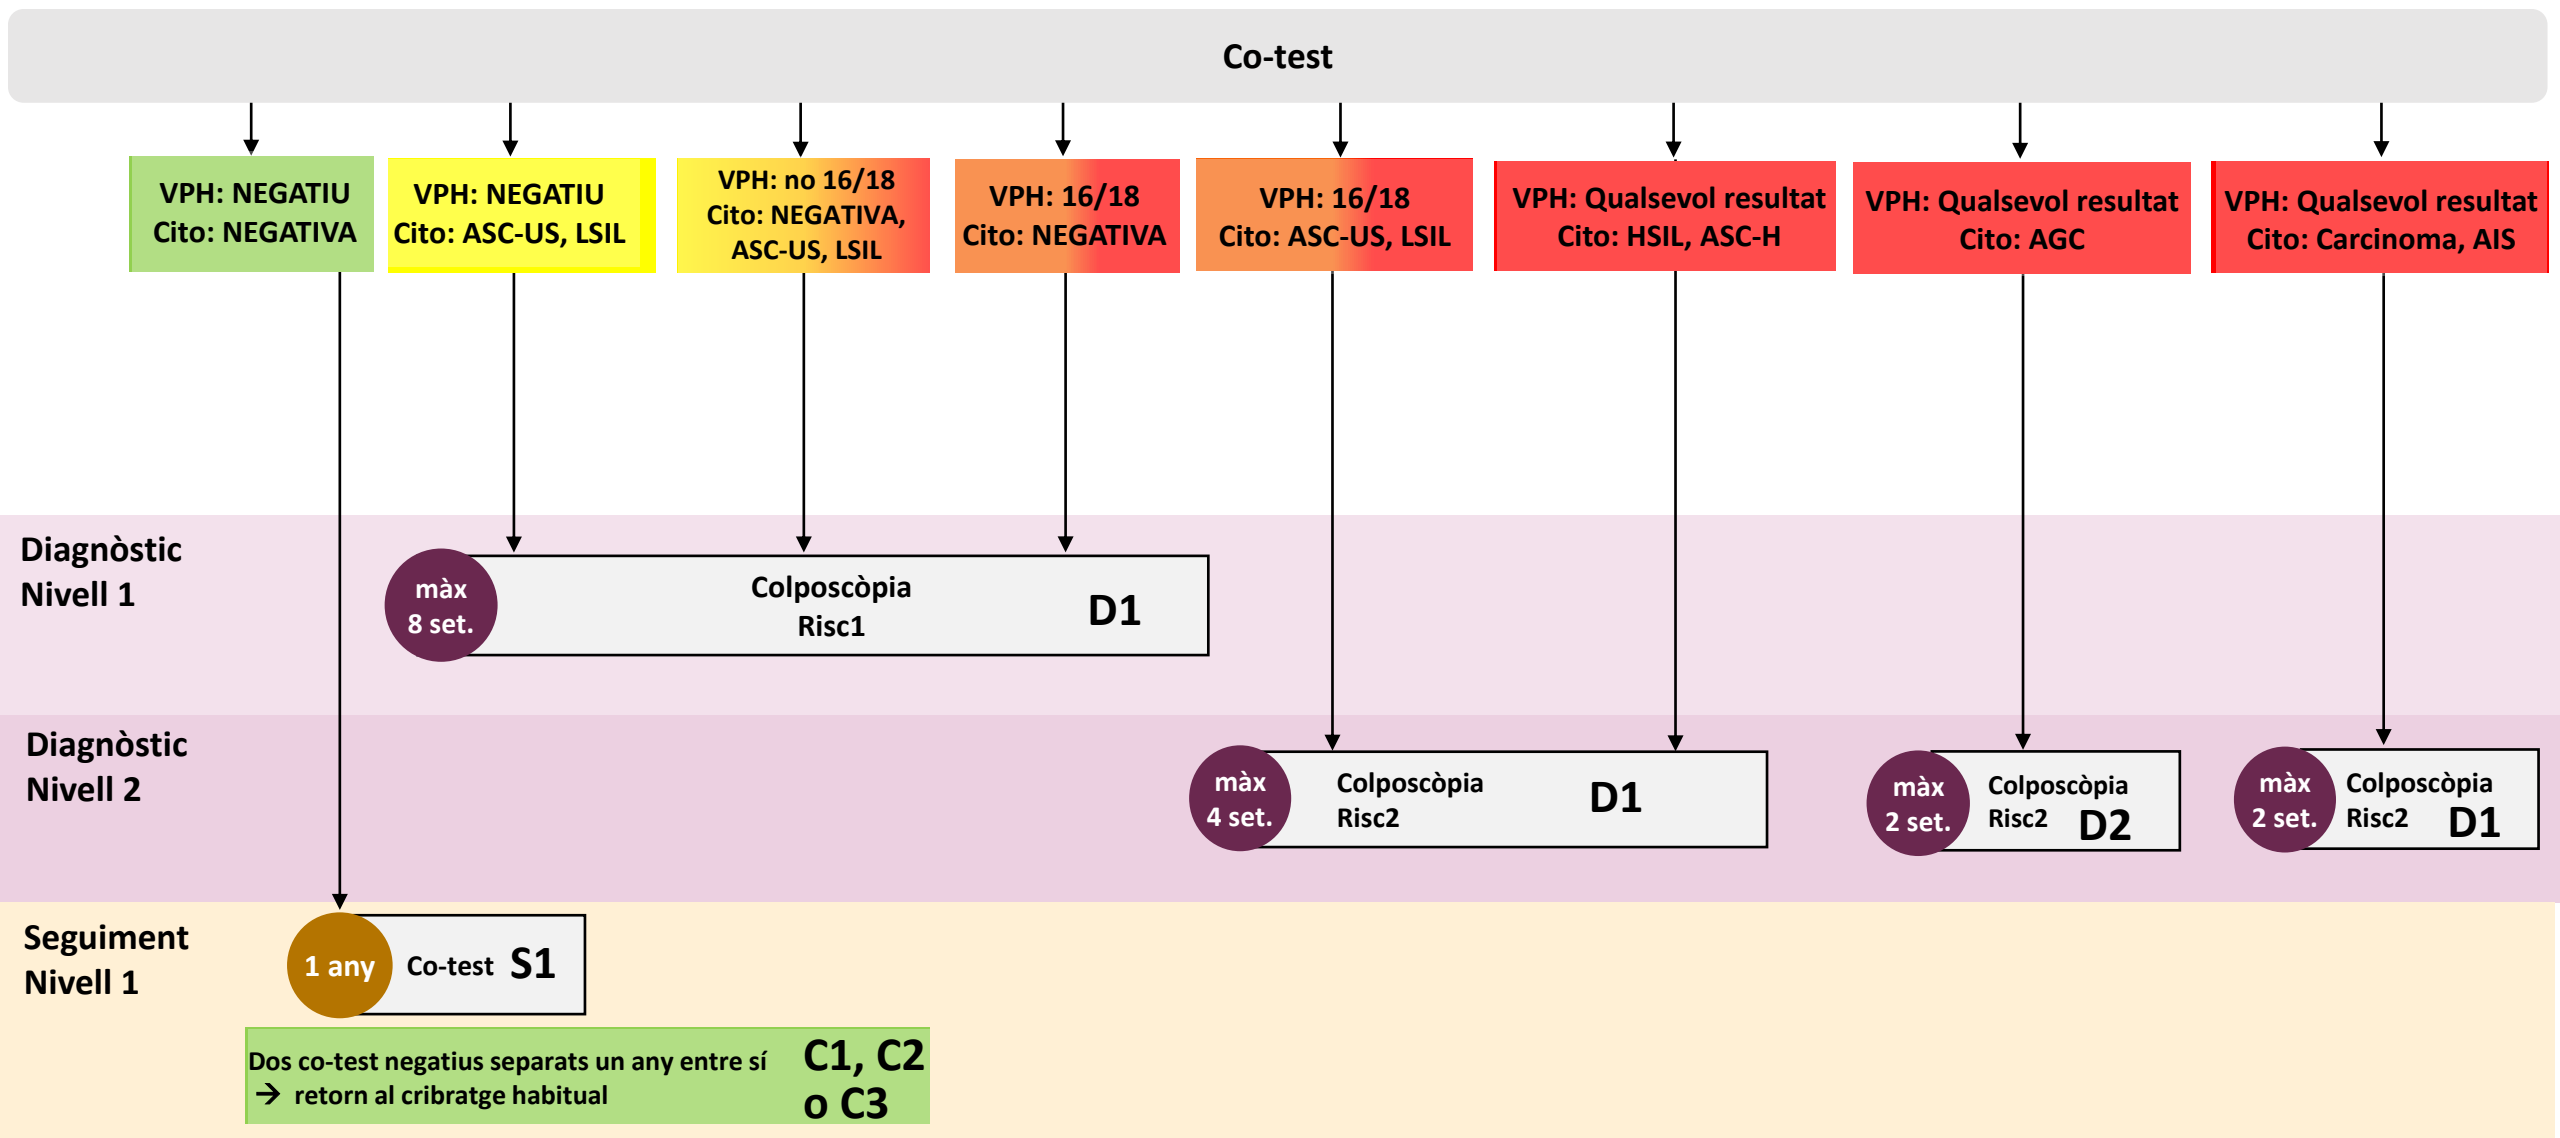 Co-test
VPH: NEGATIU
Cito: NEGATIVA
VPH: NEGATIU
Cito: ASC-US, LSIL
VPH: no 16/18
Cito: NEGATIVA,
ASC-US, LSIL
VPH: 16/18
Cito: NEGATIVA
VPH: 16/18
Cito: ASC-US, LSIL
VPH: Qualsevol resultat
Cito: HSIL, ASC-H
VPH: Qualsevol resultat
Cito: AGC
VPH: Qualsevol resultat
Cito: Carcinoma, AIS
Diagnòstic
Nivell 1
màx
8 set.
Colposcòpia
Risc1
D1
Diagnòstic
Nivell 2
màx
4 set.
Colposcòpia
Risc2
D1
màx
2 set.
Colposcòpia
Risc2
D2
màx
2 set.
Colposcòpia
Risc2
D1
Seguiment
Nivell 1
1 any
Co-test
S1
Dos co-test negatius separats un any entre sí
→ retorn al cribratge habitual
C1, C2
o C3